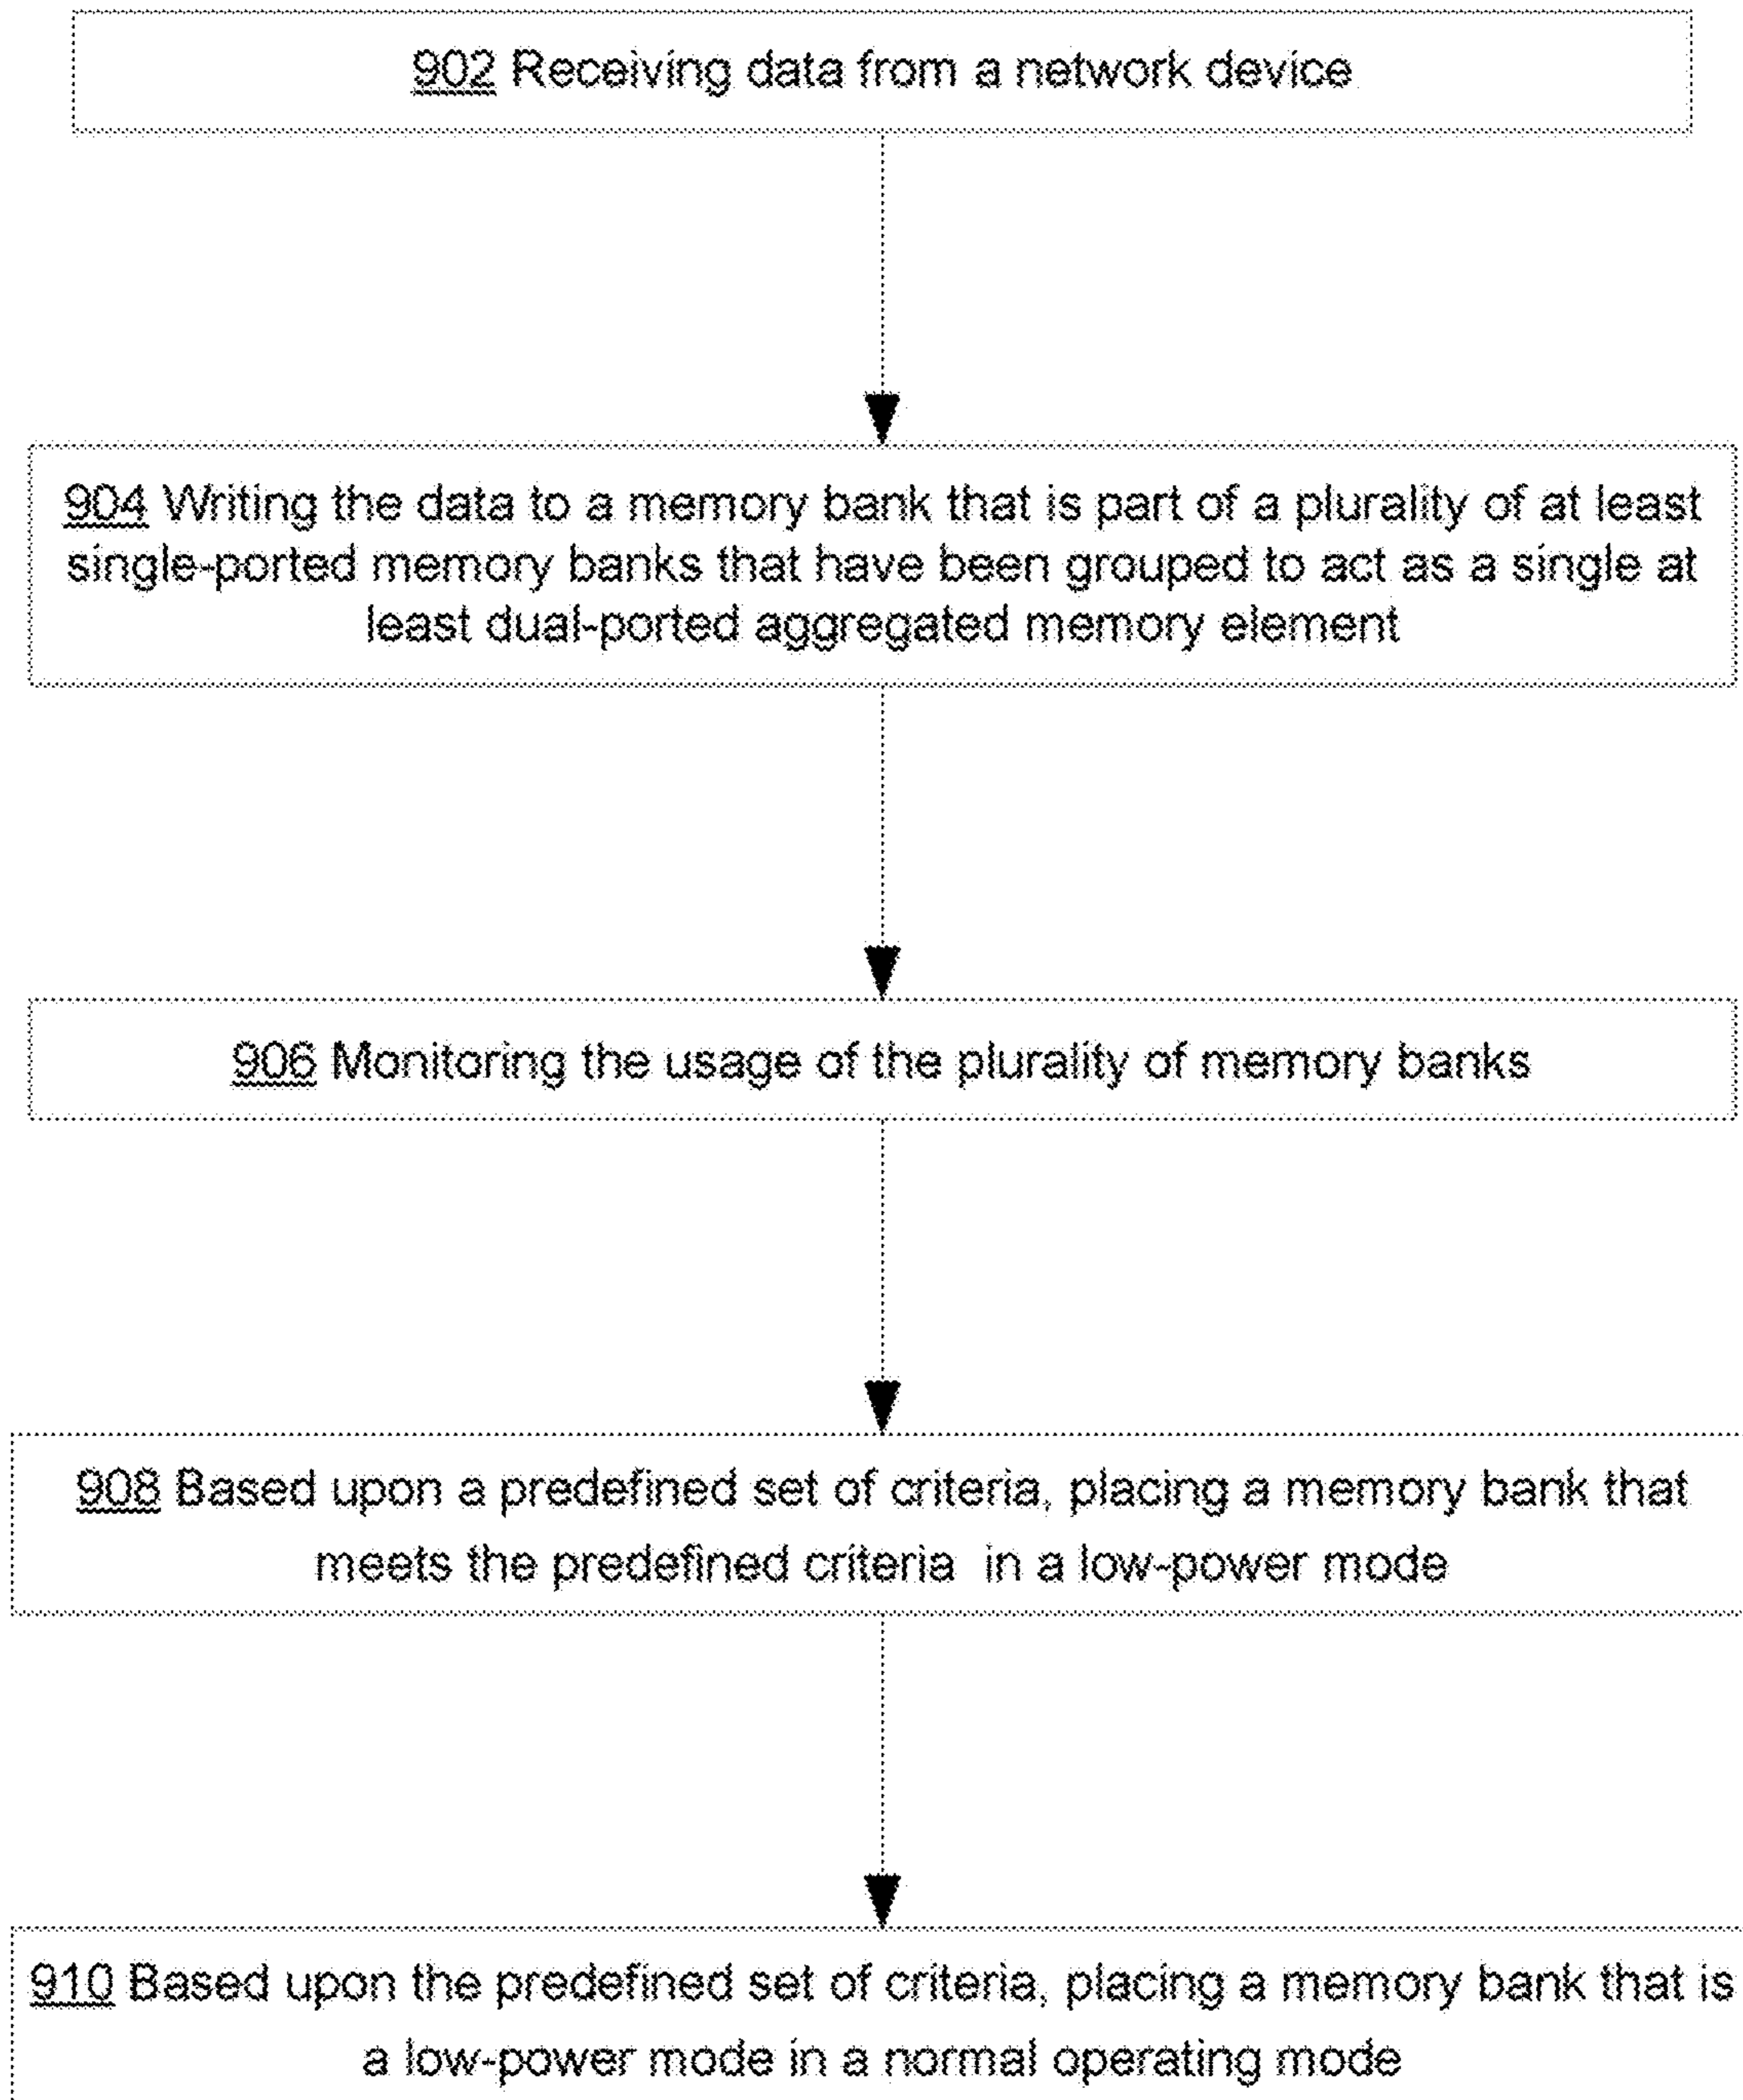 902 Receiving data from a network device
904 Writing the data to a memory bank that is part of a plurality of at least
single-ported memory banks that have been grouped to act as a single at
least dual-ported aggregated memory element
906 Monitoring the usage of the plurality of memory banks
908 Based upon a predefined set of criteria, placing a memory bank that
meets the predefined criteria in a low-power mode
910 Based upon the predefined set of criteria, placing a memory bank that is
a low-power mode in a normal operating mode